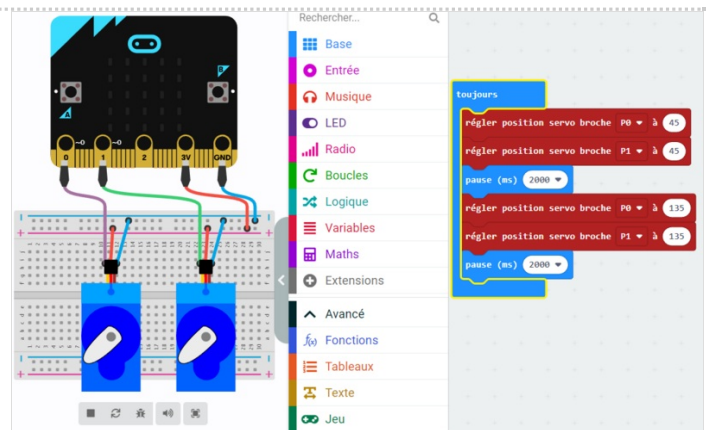 Rechercher...
Base
Entrée
Musique
LED
Radio
Boucles
Logique
Variables
Maths
Extensions
Avancé
Fonctions
Tableaux
Texte
Jeu
toujours
régler position servo broche P0 à 45
régler position servo broche P1 à 45
pause (ms) 2000
régler position servo broche P0 à 135
régler position servo broche P1 à 135
pause (ms) 2000
A
B
0 1 2 3V GND